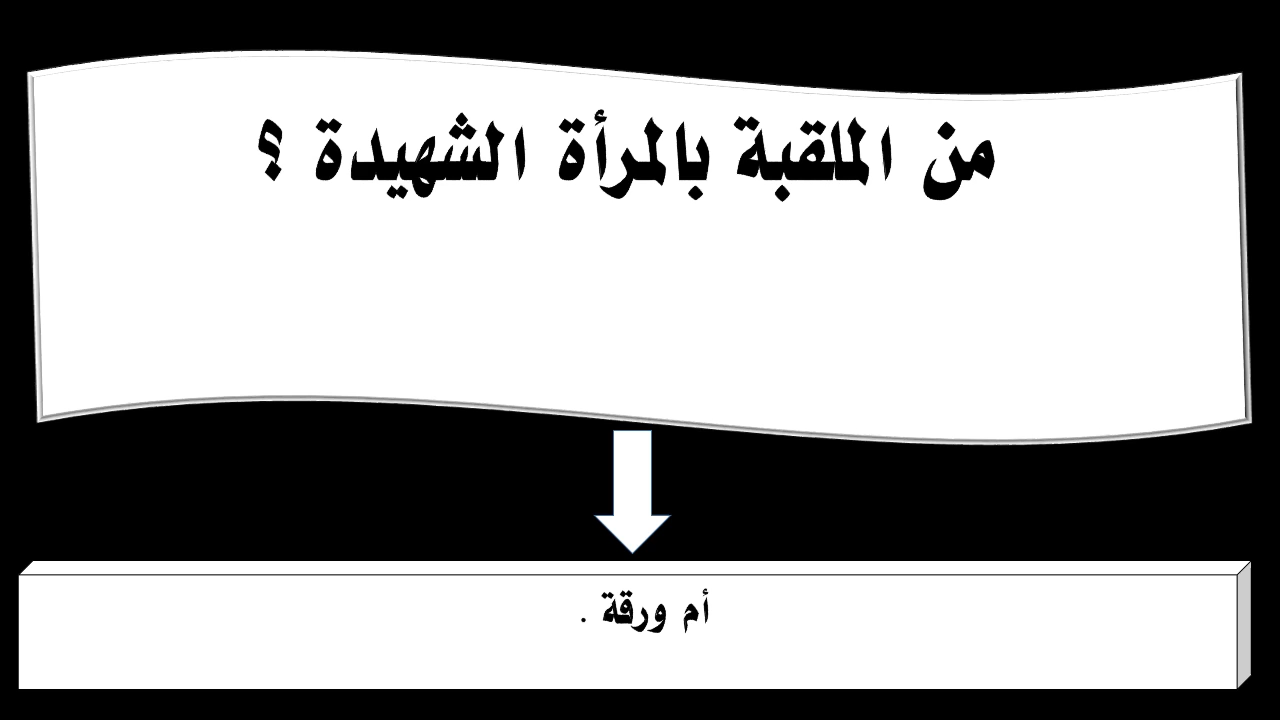 من الملقبة بالمرأة الشهيدة ؟
أم ورقة .